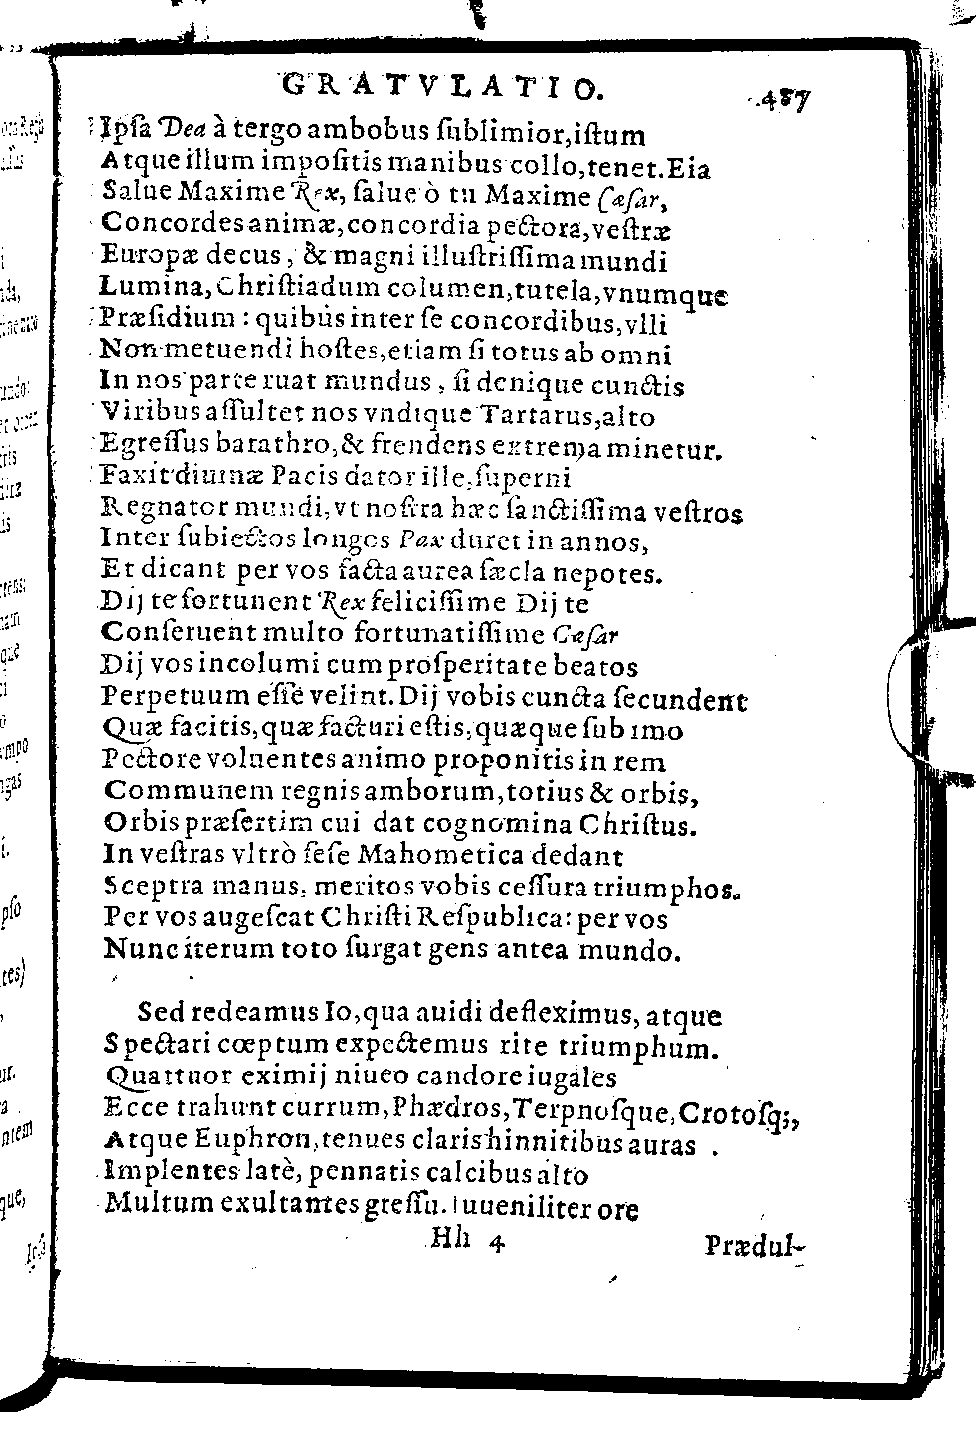 GRATVLATIO. 487
Ipſa Dea à tergo ambobus ſublimior, iſtum
Atque illum impoſitis manibus collo, tenet. Eia
Salue Maxime Rex, ſalue ò tu Maxime Cæſar,
Concordes animæ, concordia pectora, veſtræ
Europæ decus, & magni illuſtriſſima mundi
Lumina, Chriſtiadum columen, tutela, vnumque
Præſidium: quibus inter ſe concordibus, vlli
Non metuendi hoſtes, etiam ſi totus ab omni
In nos parte ruat mundus, ſi denique cunctis
Viribus aſſultet nos vndique Tartarus, alto
Egreſſus barathro, & frendens extrema minetur.
Faxit diuinæ Pacis dator ille, ſuperni
Regnator mundi, vt noſtra hæc ſanctiſſima veſtros
Inter ſubiectos longos Pax duret in annos,
Et dicant per vos facta aurea ſæcla nepotes.
Dij te fortunent Rex feliciſſime Dij te
Conſeruent multo fortunatiſſime Cæſar
Dij vos incolumi cum proſperitate beatos
Perpetuum eſſe velint. Dij vobis cuncta ſecundent
Quæ facitis, quæ facturi eſtis, quæque ſub imo
Pectore voluentes animo proponitis in rem
Communem regnis amborum, totius & orbis,
Orbis præſertim cui dat cognomina Chriſtus.
In veſtras vltrò ſeſe Mahometica dedant
Sceptra manus, meritos vobis ceſſura triumphos.
Per vos augeſcat Chriſti Reſpublica: per vos
Nunc iterum toto ſurgat gens antea mundo.
Sed redeamus Io, qua auidi deflexímus, atque
Spectari cœptum expectemus rite triumphum.
Quattuor eximij niueo candore iugales
Ecce trahunt currum, Phædros, Terpnoſque, Crotoſq;,
Atque Euphron, tenues claris hinnitibus auras.
Implentes latè, pennatis calcibus alto
Multum exultantes greſſu. Iuueniliter ore
Hh 4 Prædul-